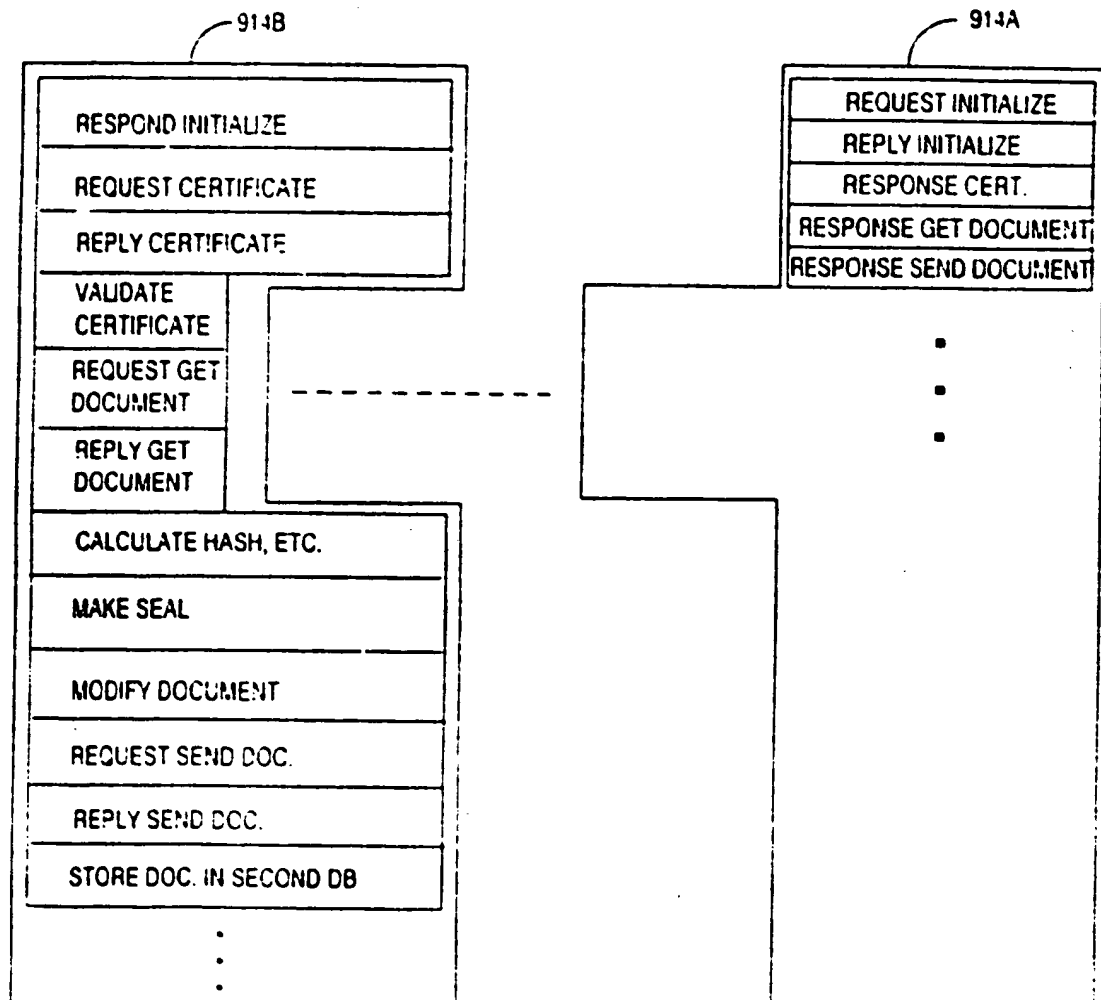 914B
RESPOND INITIALIZE
REQUEST CERTIFICATE
REPLY CERTIFICATE
VALIDATE
CERTIFICATE
REQUEST GET
DOCUMENT
REPLY GET
DOCUMENT
CALCULATE HASH, ETC.
MAKE SEAL
MODIFY DOCUMENT
REQUEST SEND DOC.
REPLY SEND DOC.
STORE DOC. IN SECOND DB
914A
REQUEST INITIALIZE
REPLY INITIALIZE
RESPONSE CERT.
RESPONSE GET DOCUMENT
RESPONSE SEND DOCUMENT